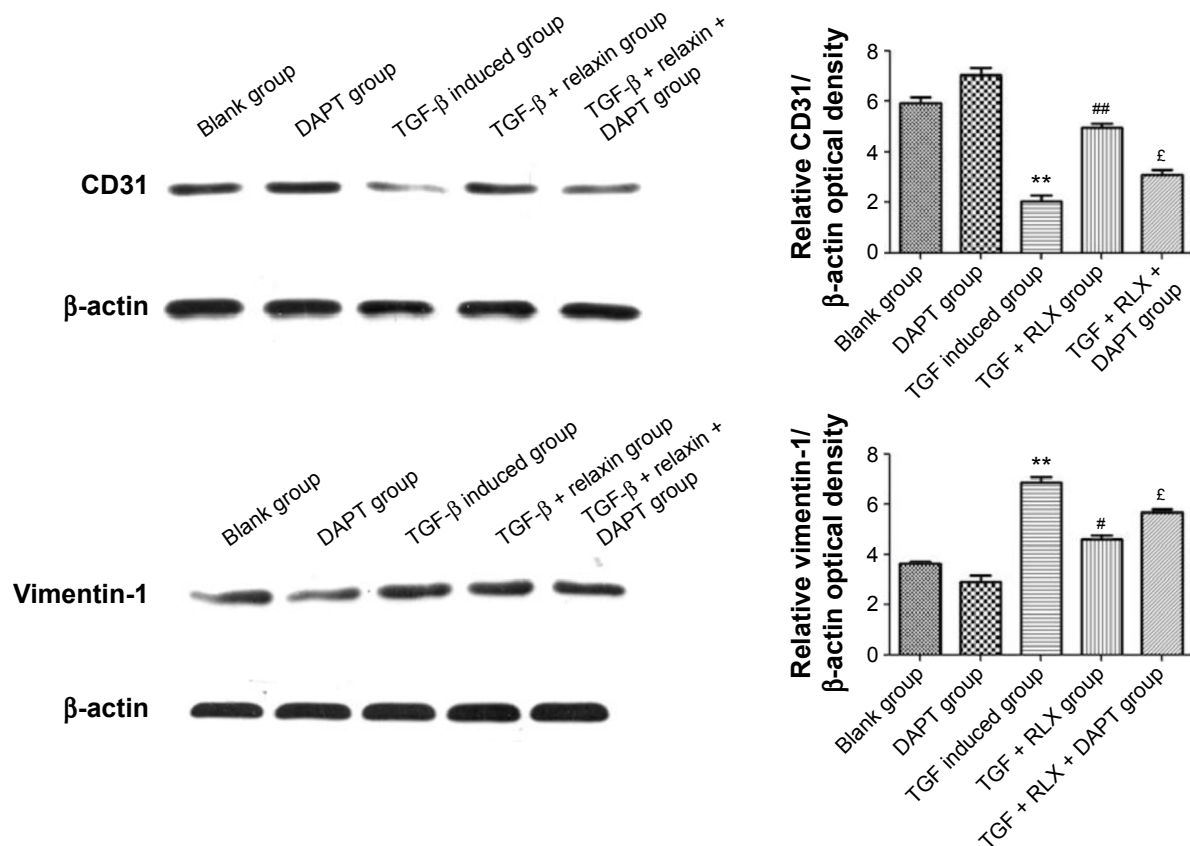 Blank group
DAPT group
TGF-β induced group
TGF-β + relaxin group
TGF-β + relaxin +
DAPT group
CD31
β-actin
Relative CD31/
β-actin optical density
8
6
4
2
0
**
##
£
Blank group
DAPT group
TGF induced group
TGF + RLX group
TGF + RLX +
DAPT group
Blank group
DAPT group
TGF-β induced group
TGF-β + relaxin group
TGF-β + relaxin +
DAPT group
Vimentin-1
β-actin
Relative vimentin-1/
β-actin optical density
8
6
4
2
0
**
#
£
Blank group
DAPT group
TGF induced group
TGF + RLX group
TGF + RLX + DAPT group